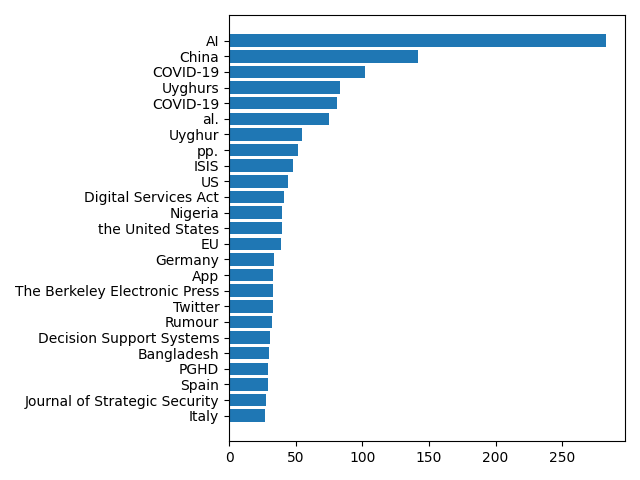 AI
China
COVID-19
Uyghurs
COVID-19
al.
Uyghur
pp.
ISIS
US
Digital Services Act
Nigeria
the United States
EU
Germany
App
The Berkeley Electronic Press
Twitter
Rumour
Decision Support Systems
Bangladesh
PGHD
Spain
Journal of Strategic Security
Italy
0 50 100 150 200 250